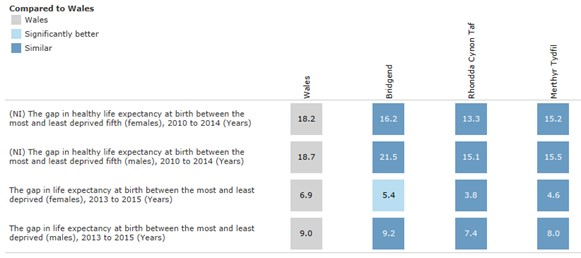 Compared to Wales
Wales
Significantly better
Similar
Wales
Bridgend
Rhondda Cynon Taf
Merthyr Tydfil
(NI) The gap in healthy life expectancy at birth between the
most and least deprived fifth (females), 2010 to 2014 (Years)
18.2 16.2 13.3 15.2
(NI) The gap in healthy life expectancy at birth between the
most and least deprived fifth (males), 2010 to 2014 (Years)
18.7 21.5 15.1 15.5
The gap in life expectancy at birth between the most and least
deprived (females), 2013 to 2015 (Years)
6.9 5.4 3.8 4.6
The gap in life expectancy at birth between the most and least
deprived (males), 2013 to 2015 (Years)
9.0 9.2 7.4 8.0